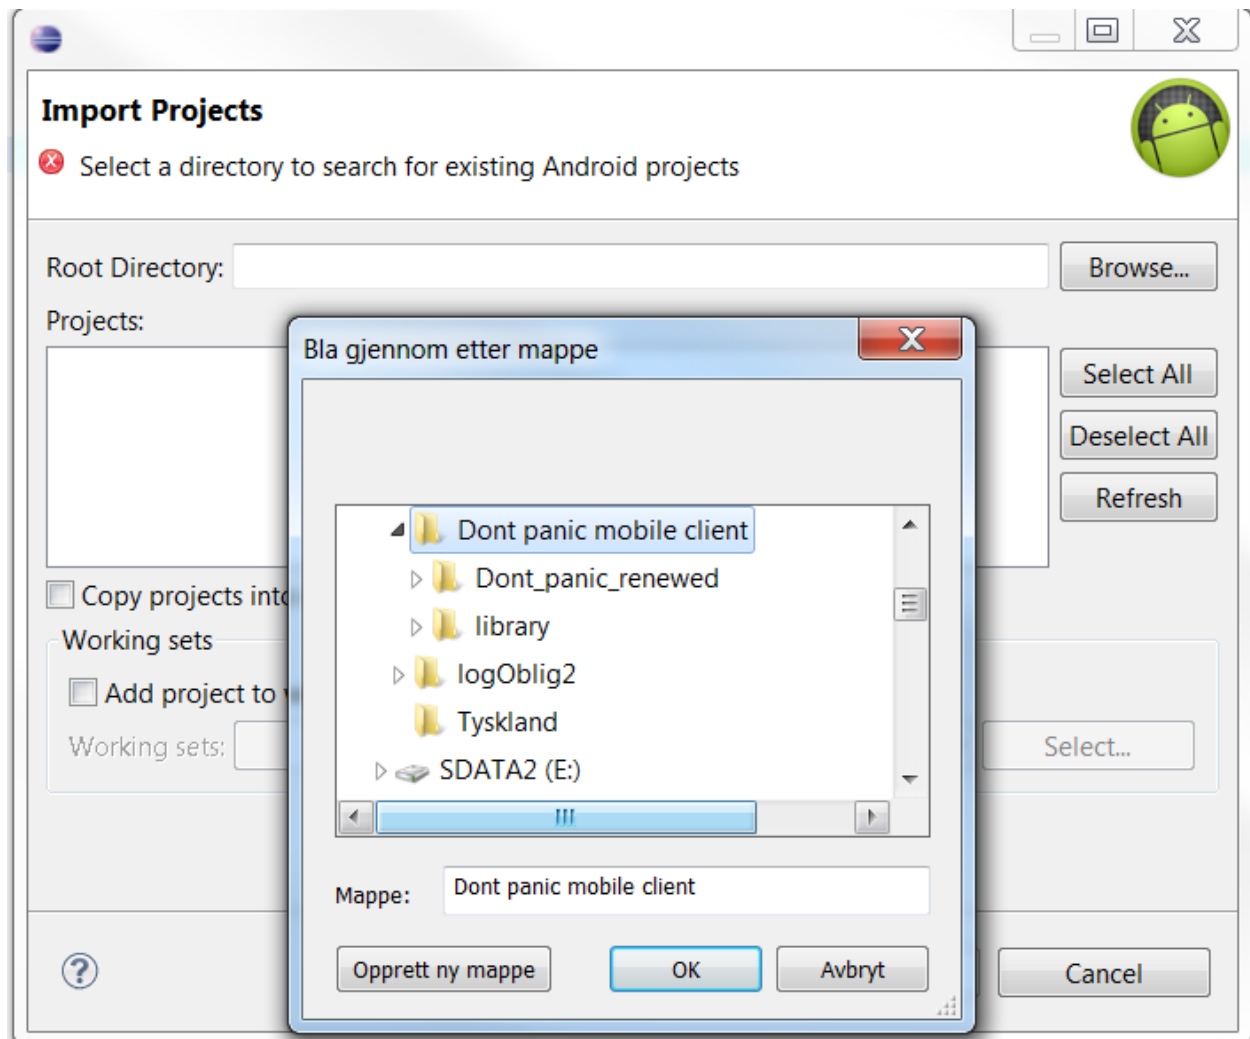 Import Projects
Select a directory to search for existing Android projects
Root Directory:
Browse...
Projects:
Bla gjennom etter mappe
Select All
Deselect All
Refresh
Dont panic mobile client
Dont_panic_renewed
library
logOblig2
Tyskland
SDATA2 (E:)
Copy projects into
Working sets
Add project to
Working sets:
Select...
Mappe:
Dont panic mobile client
Opprett ny mappe
OK
Avbryt
Cancel